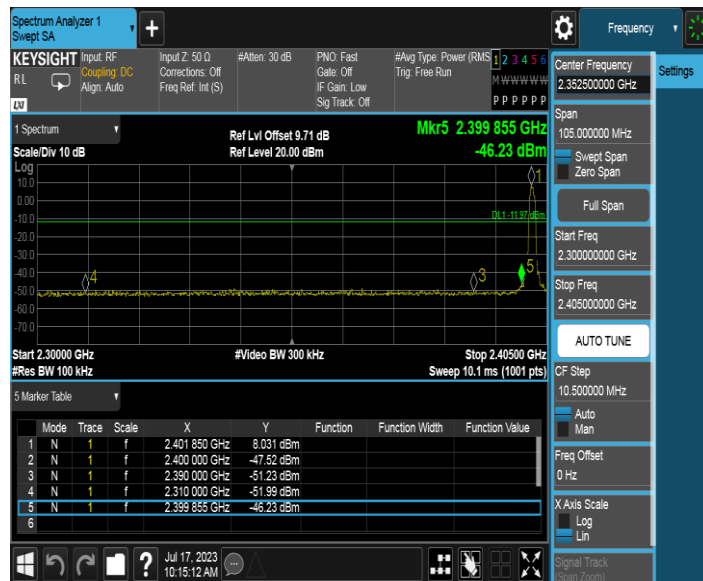 Spectrum Analyzer 1
Swept SA
+
Frequency
Settings
KEYSIGHT
RL
LXI
Input: RF
Coupling: DC
Align: Auto
Input Z: 50 Ω
Corrections: Off
Freq Ref: Int (S)
#Atten: 30 dB
PNO: Fast
Gate: Off
IF Gain: Low
Sig Track: Off
#Avg Type: Power (RMS
Trig: Free Run
1 2 3 4 5 6
M W W W W W
P P P P P P
1 Spectrum
Scale/Div 10 dB
Ref Lvl Offset 9.71 dB
Ref Level 20.00 dBm
Mkr5 2.399 855 GHz
-46.23 dBm
Log
10.0
0.00
-10.0
-20.0
-30.0
-40.0
-50.0
-60.0
-70.0
1
DL1 -11.97 dBm
4
3
5
Start 2.30000 GHz
#Res BW 100 kHz
#Video BW 300 kHz
Stop 2.40500 GHz
Sweep 10.1 ms (1001 pts)
5 Marker Table
Mode Trace Scale X Y Function Function Width Function Value
1 N 1 f 2.401 850 GHz 8.031 dBm
2 N 1 f 2.400 000 GHz -47.52 dBm
3 N 1 f 2.390 000 GHz -51.23 dBm
4 N 1 f 2.310 000 GHz -51.99 dBm
5 N 1 f 2.399 855 GHz -46.23 dBm
6
?
Jul 17, 2023
10:15:12 AM
Center Frequency
2.352500000 GHz
Span
105.000000 MHz
Swept Span
Zero Span
Full Span
Start Freq
2.300000000 GHz
Stop Freq
2.405000000 GHz
AUTO TUNE
CF Step
10.500000 MHz
Auto
Man
Freq Offset
0 Hz
X Axis Scale
Log
Lin
Signal Track
(Span Zoom)